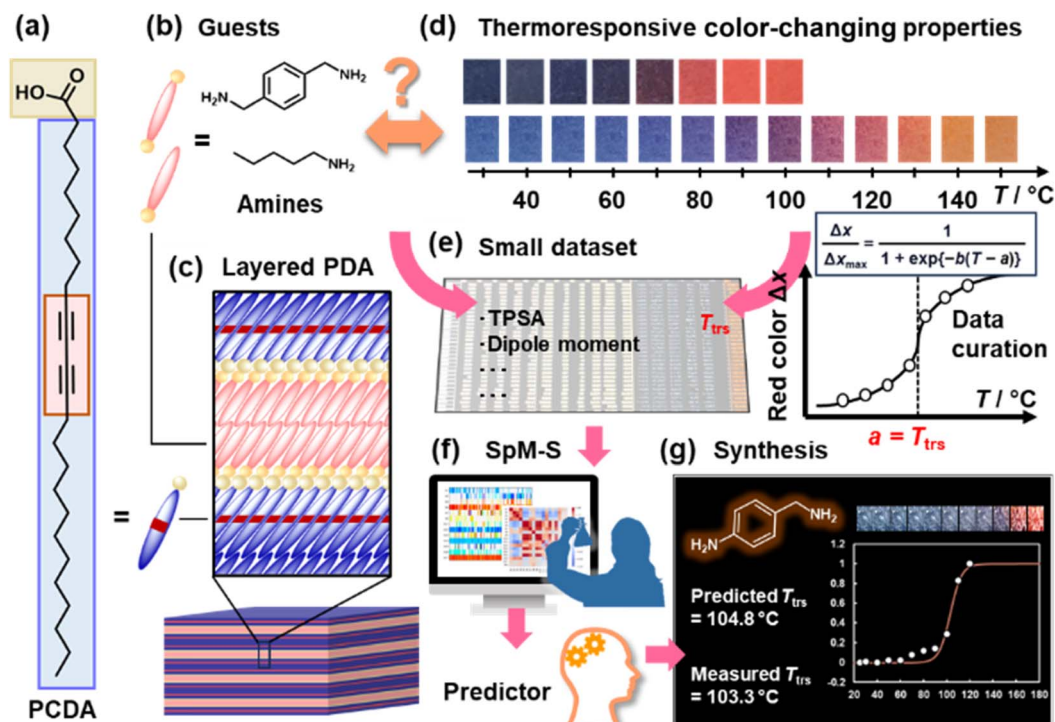 (a)
HO
O
PCDA
(b) Guests
NH2
H2N
=
NH2
Amines
?
(c) Layered PDA
=
(d) Thermoresponsive color-changing properties
40 60 80 100 120 140 T / °C
(e) Small dataset
· TPSA
· Dipole moment
· - - -
· - - -
Ttrs
Δx / Δxmax = 1 / 1 + exp{−b(T − a)}
Red color Δx
Data
curation
T / °C
a = Ttrs
(f) SpM-S
Predictor
(g) Synthesis
NH2
H2N
Predicted Ttrs
= 104.8 °C
Measured Ttrs
= 103.3 °C
1.2
1
0.8
0.6
0.4
0.2
0
-0.2
20 40 60 80 100 120 140 160 180